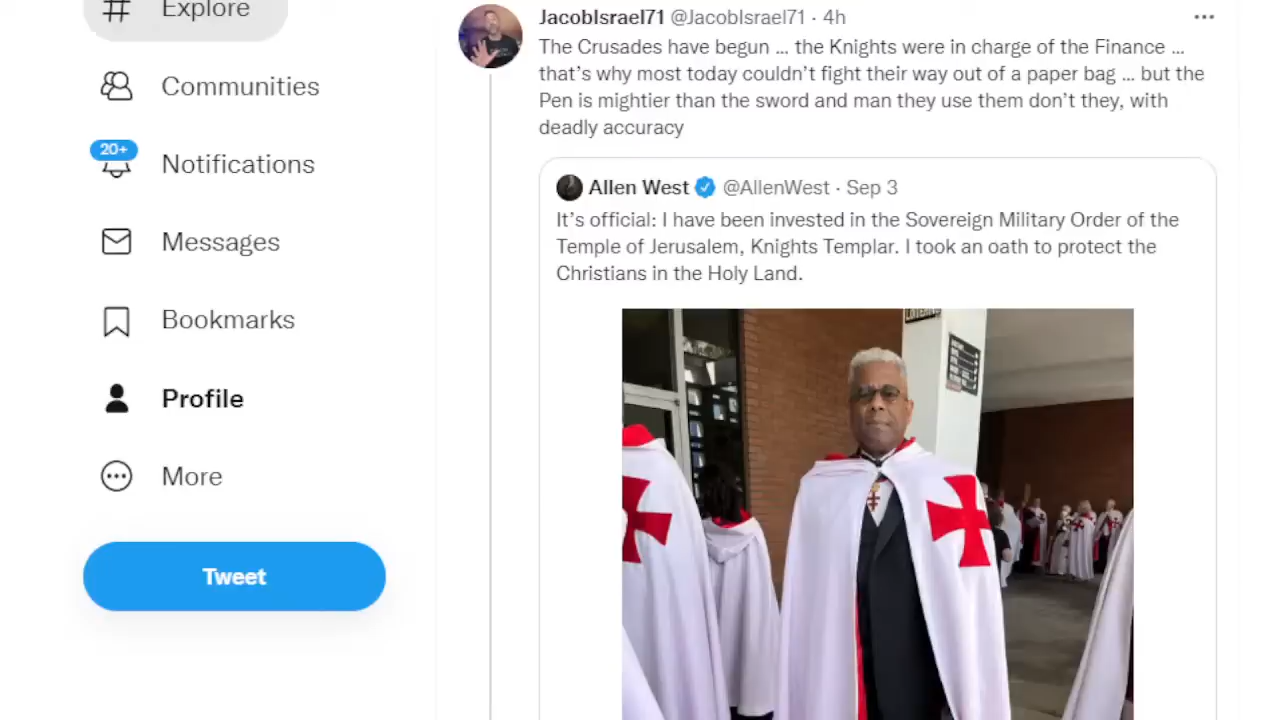 Explore
Communities
20+
Notifications
Messages
Bookmarks
Profile
More
Tweet
JacobIsrael71 @JacobIsrael71 · 4h
The Crusades have begun ... the Knights were in charge of the Finance ...
that’s why most today couldn’t fight their way out of a paper bag ... but the
Pen is mightier than the sword and man they use them don’t they, with
deadly accuracy
Allen West @AllenWest · Sep 3
It’s official: I have been invested in the Sovereign Military Order of the
Temple of Jerusalem, Knights Templar. I took an oath to protect the
Christians in the Holy Land.